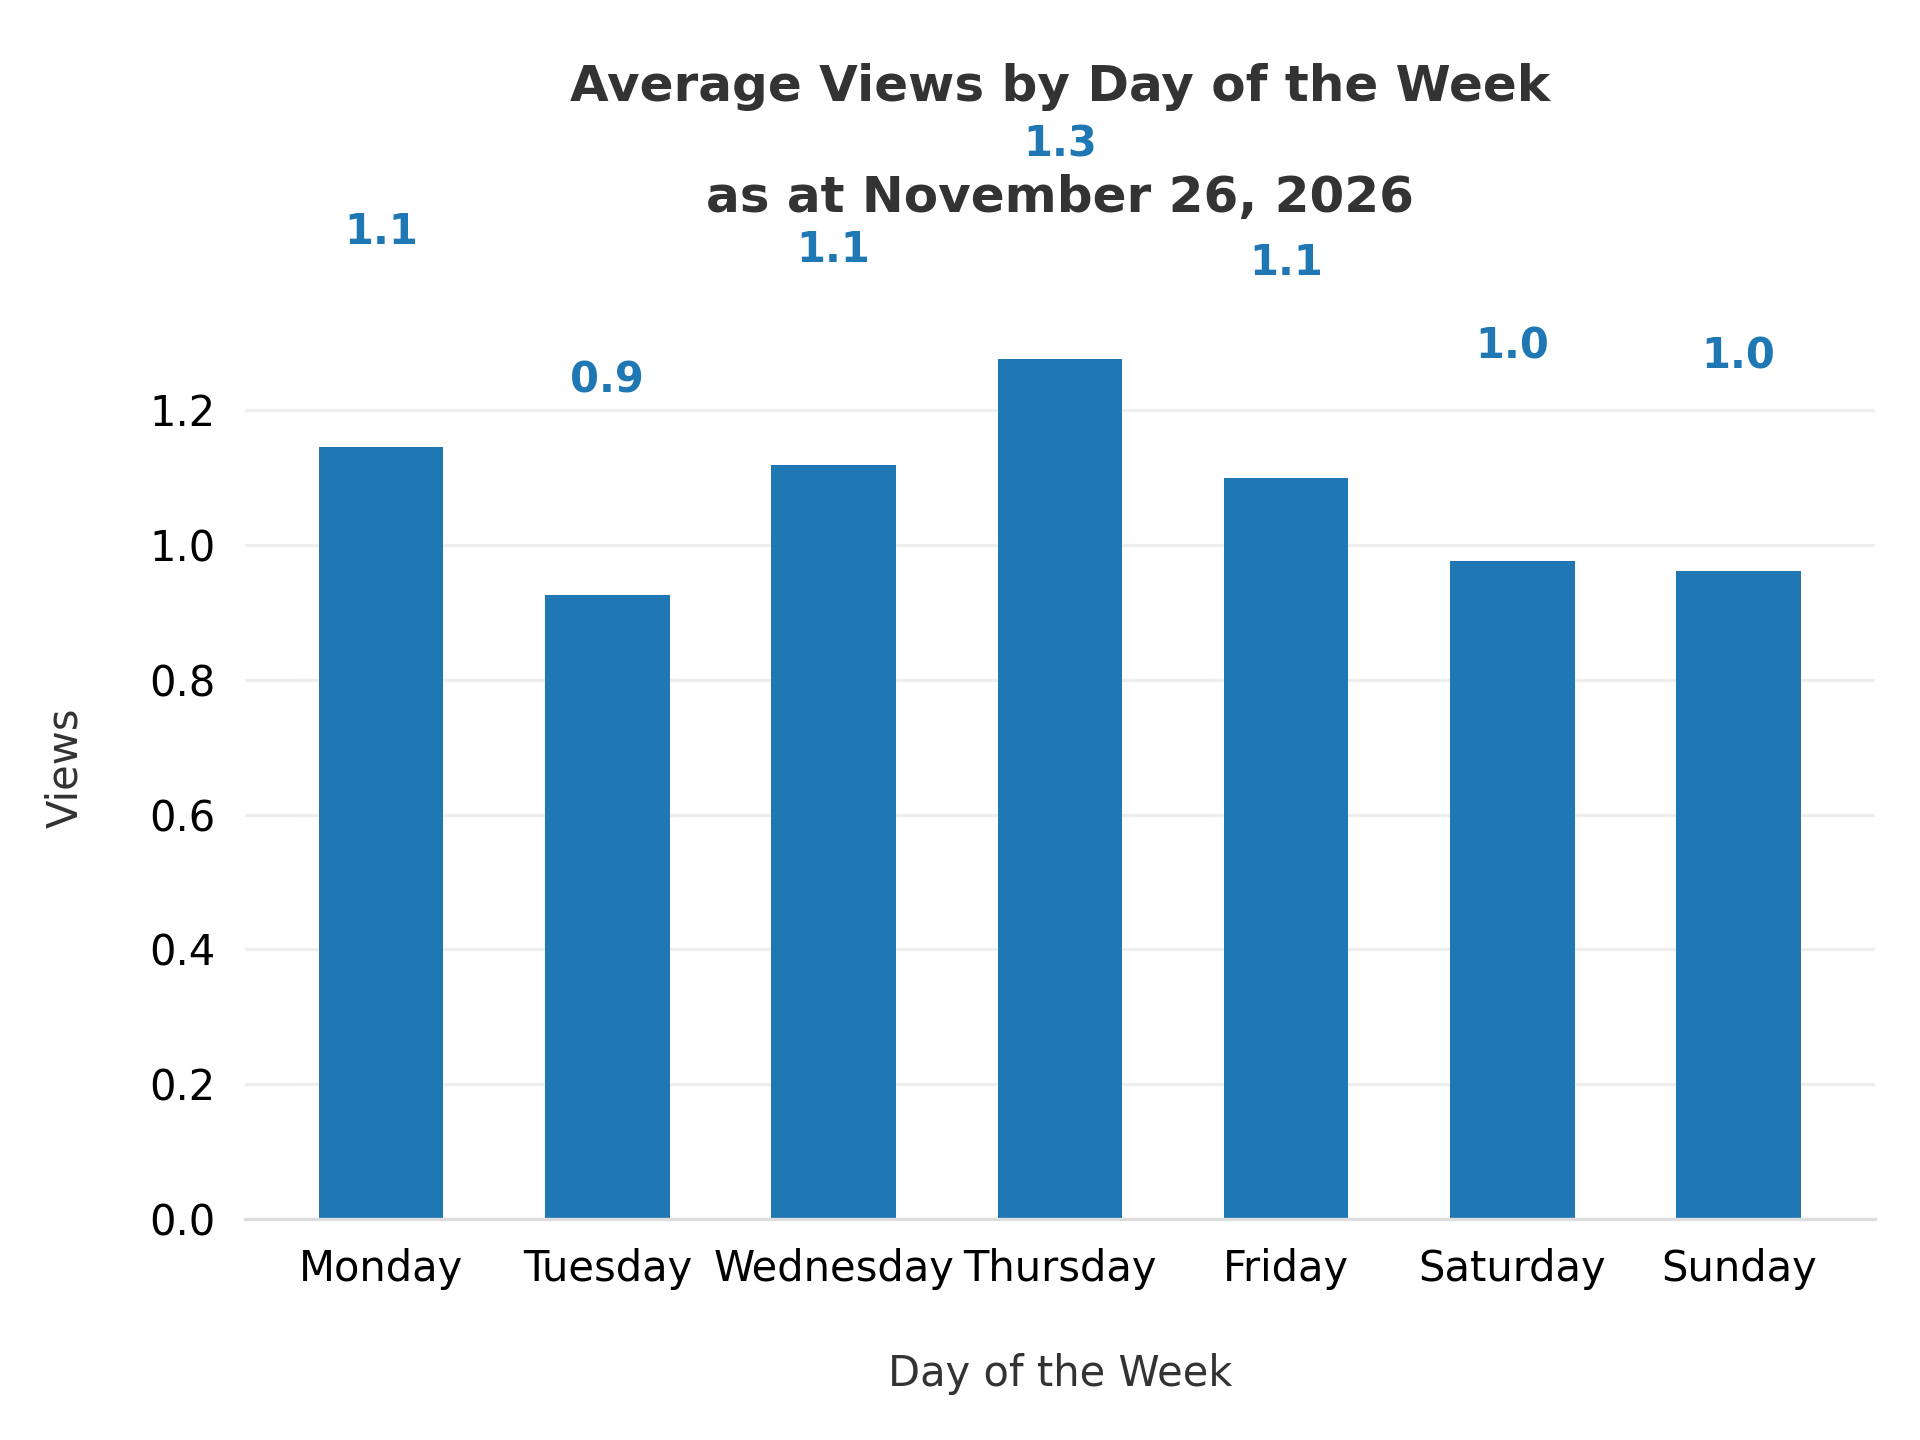 Average Views by Day of the Week
1.3
as at November 26, 2026
1.1
1.1
1.1
1.0
1.0
0.9
1.2
1.0
0.8
0.6
0.4
0.2
0.0
Views
Monday Tuesday Wednesday Thursday Friday Saturday Sunday
Day of the Week